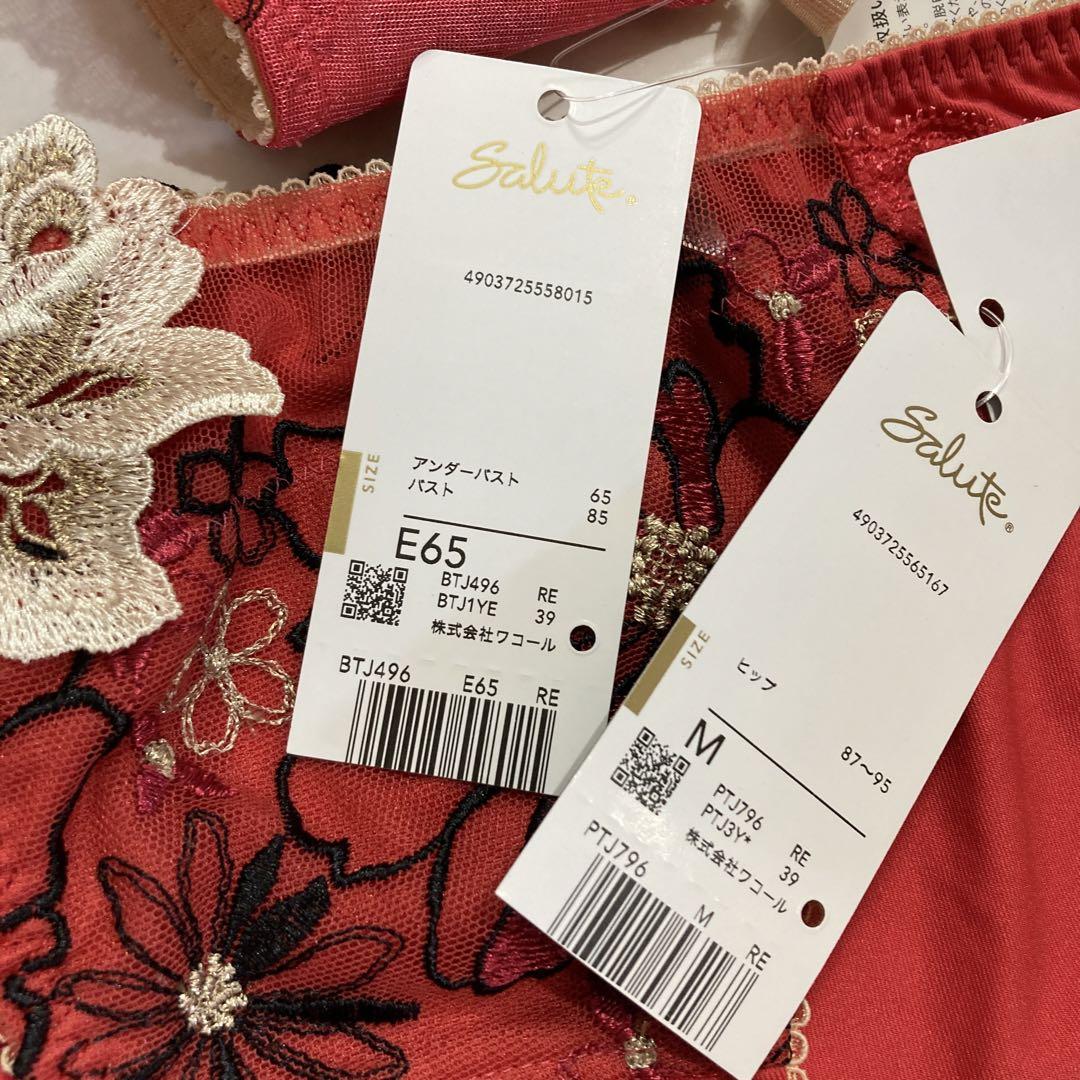 Salute®
4903725558015
SIZE
アンダーバスト 65
バスト 85
E65
BTJ496 RE
BTJ1YE 39
株式会社ワコール
BTJ496 E65 RE
Salute®
4903725565167
SIZE
ヒップ
87〜95
M
PTJ796 RE
PTJ3Y* 39
株式会社ワコール
PTJ796 M RE